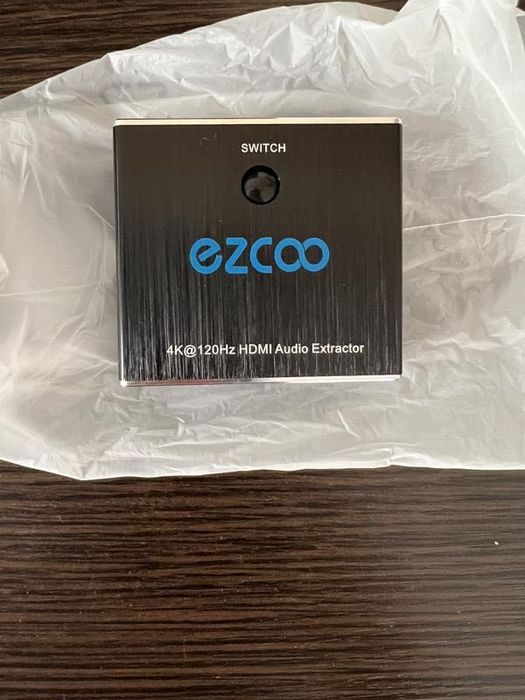 SWITCH
ezcoo
4K@120Hz HDMI Audio Extractor